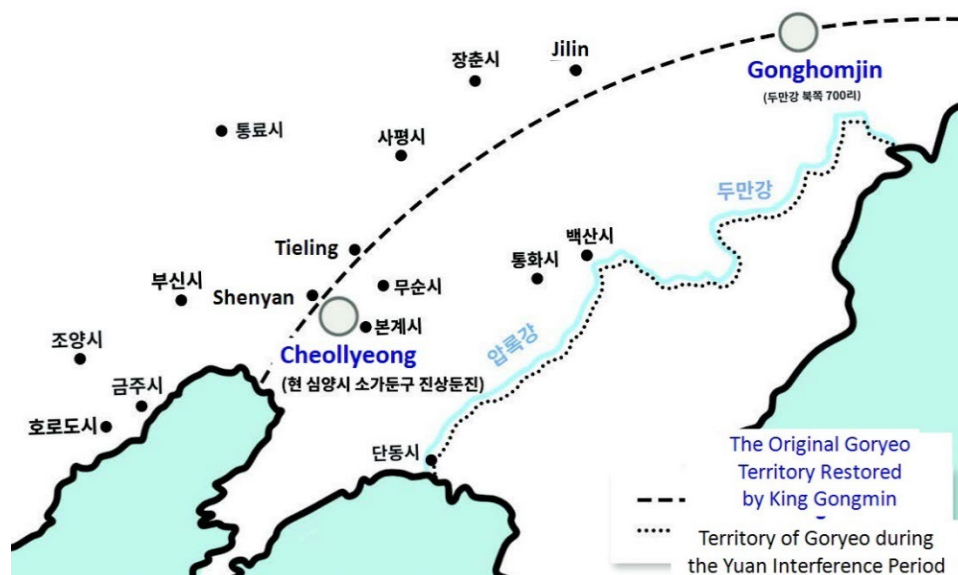 장춘시
Jilin
Gonghomjin
(두만강 북쪽 700리)
통료시
사평시
두만강
Tieling
백산시
통화시
부신시
Shenyan
무순시
본계시
조양시
Cheollyeong
(현 심양시 소가둔구 진상둔진)
압록강
금주시
호로도시
단동시
The Original Goryeo
Territory Restored
by King Gongmin
Territory of Goryeo during
the Yuan Interference Period